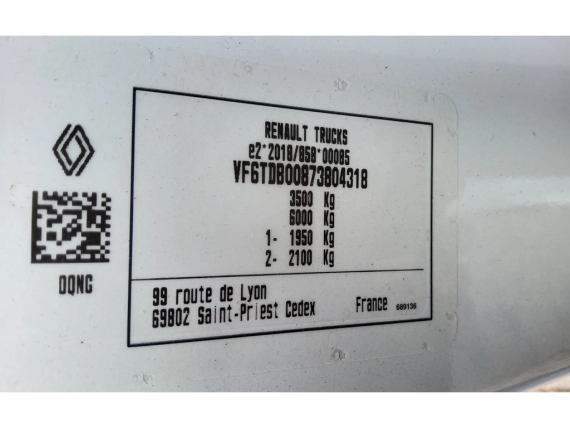 RENAULT TRUCKS
e2*2018/858*00085
VF6TDB00873804318
3500 Kg
6000 Kg
1- 1950 Kg
2- 2100 Kg
99 route de Lyon
69802 Saint-Priest Cedex France 689136
0QNG